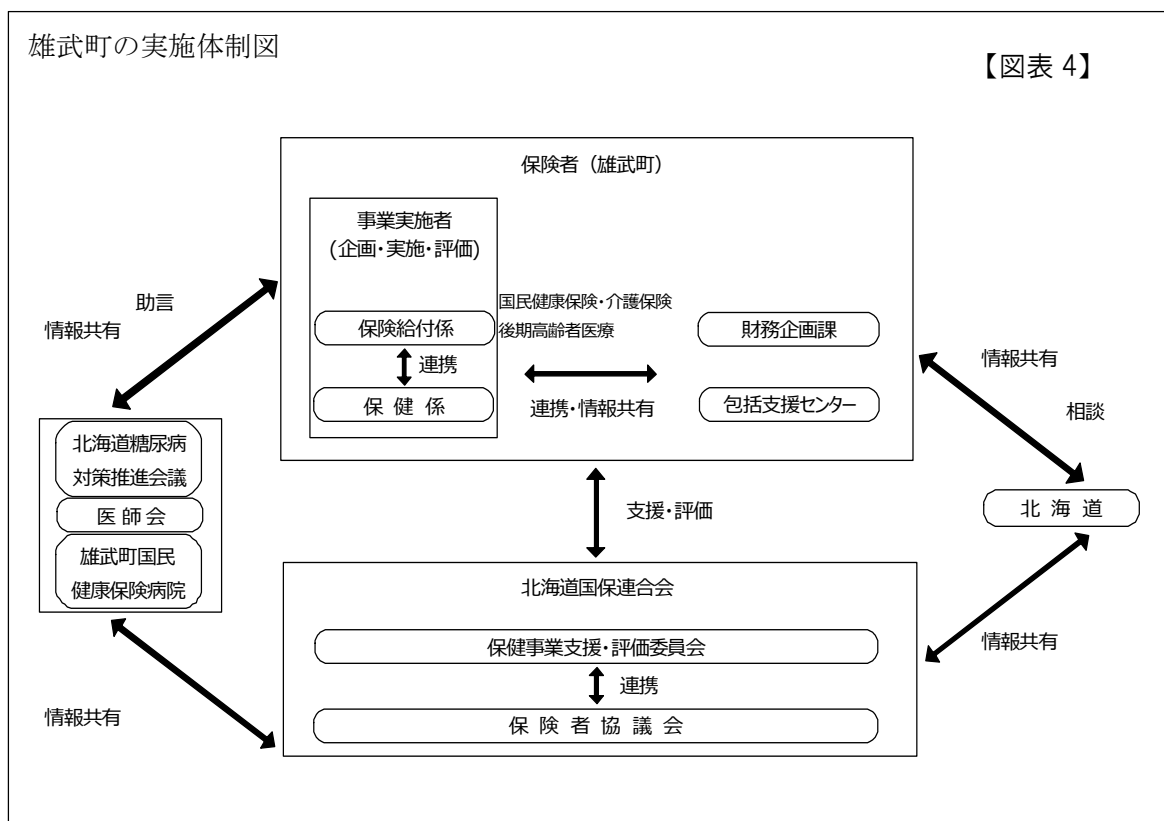 雄武町の実施体制図
【図表 4】
保険者（雄武町）
事業実施者
(企画・実施・評価)
国民健康保険・介護保険
後期高齢者医療
保険給付係
連携
保 健 係
連携・情報共有
財務企画課
包括支援センター
助言
情報共有
情報共有
相談
北海道糖尿病
対策推進会議
医 師 会
雄武町国民
健康保険病院
支援・評価
北 海 道
北海道国保連合会
保健事業支援・評価委員会
連携
保 険 者 協 議 会
情報共有
情報共有